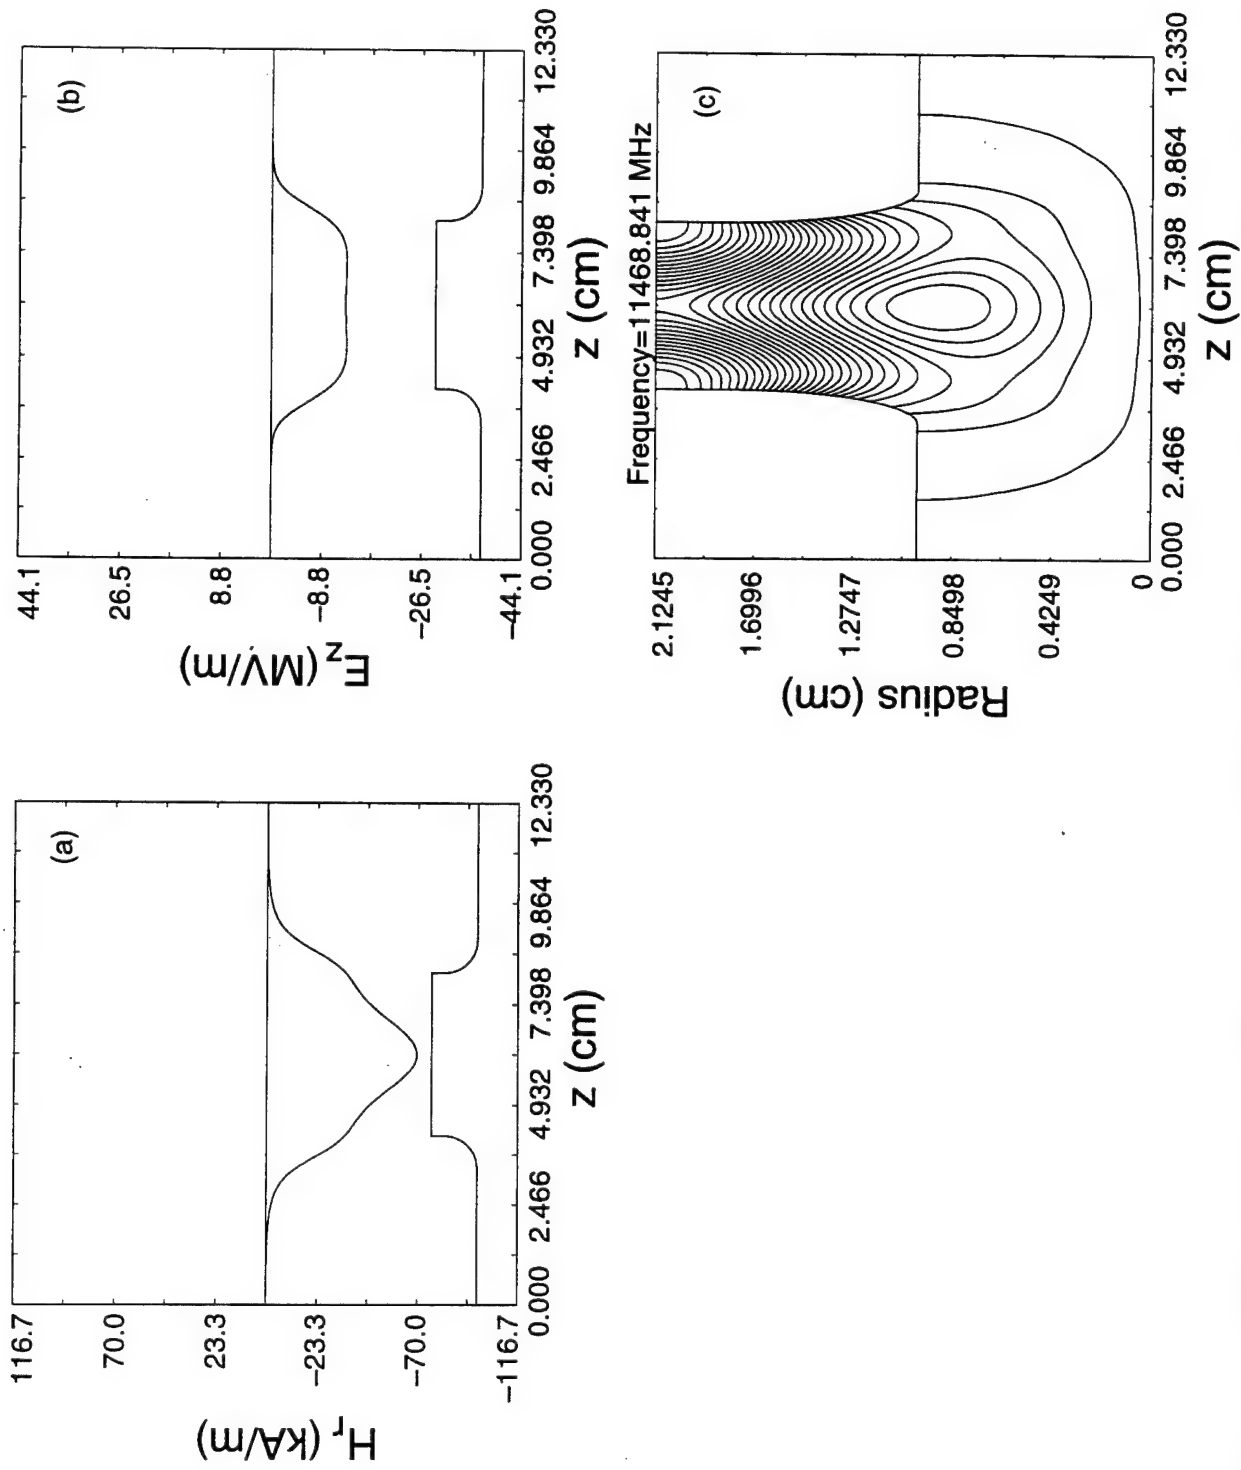 (a)
H_r (kA/m)
116.7
70.0
23.3
−23.3
−70.0
−116.7
0.000 2.466 4.932 7.398 9.864 12.330
z (cm)
(b)
E_z (MV/m)
44.1
26.5
8.8
−8.8
−26.5
−44.1
0.000 2.466 4.932 7.398 9.864 12.330
z (cm)
Frequency=11468.841 MHz
(c)
Radius (cm)
2.1245
1.6996
1.2747
0.8498
0.4249
0
0.000 2.466 4.932 7.398 9.864 12.330
z (cm)